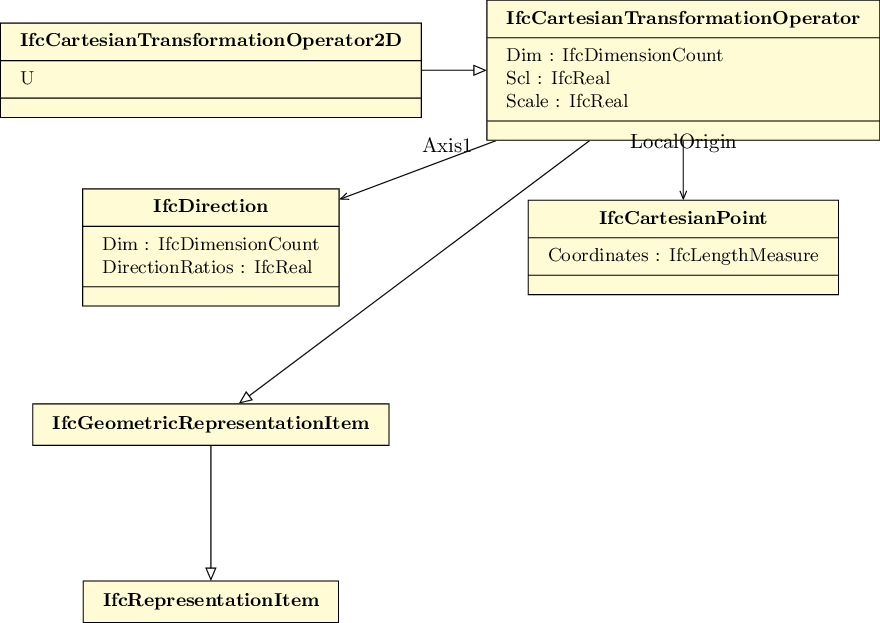 IfcCartesianTransformationOperator2D
U
IfcCartesianTransformationOperator
Dim : IfcDimensionCount
Scl : IfcReal
Scale : IfcReal
Axis1
LocalOrigin
IfcDirection
Dim : IfcDimensionCount
DirectionRatios : IfcReal
IfcCartesianPoint
Coordinates : IfcLengthMeasure
IfcGeometricRepresentationItem
IfcRepresentationItem